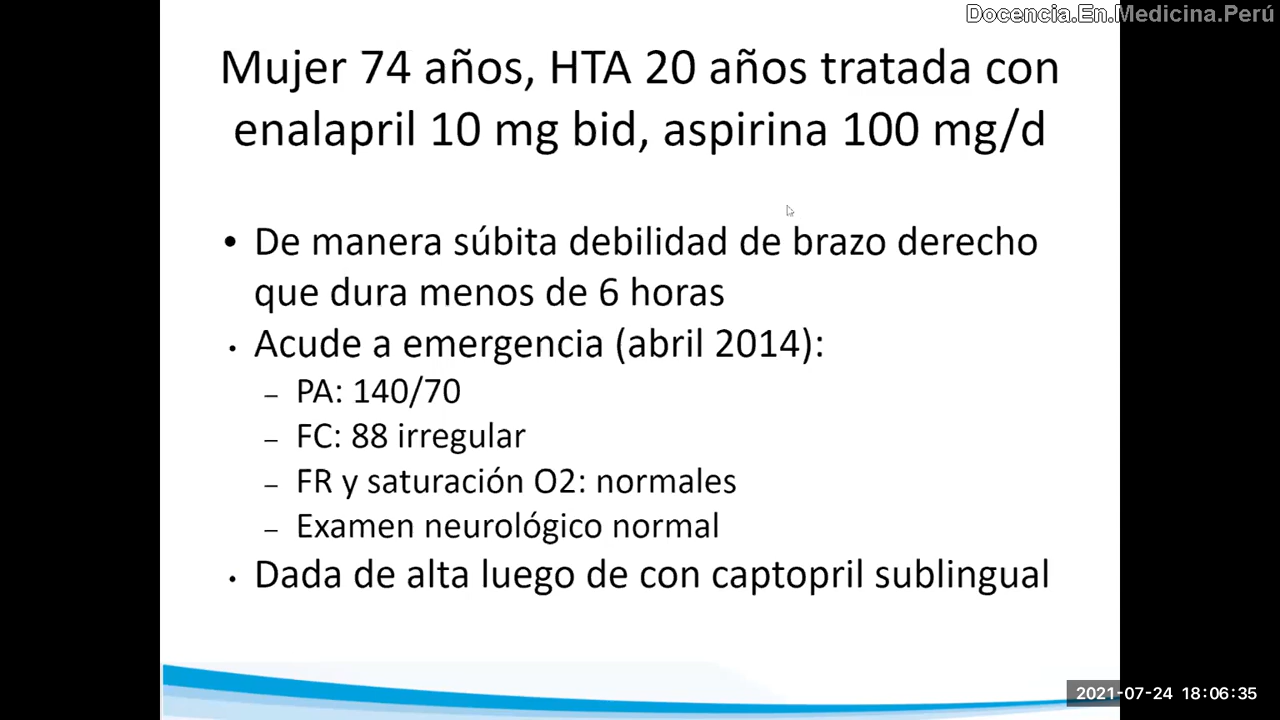 Docencia.En.Medicina.Perú
Mujer 74 años, HTA 20 años tratada con
enalapril 10 mg bid, aspirina 100 mg/d
• De manera súbita debilidad de brazo derecho
que dura menos de 6 horas
• Acude a emergencia (abril 2014):
– PA: 140/70
– FC: 88 irregular
– FR y saturación O2: normales
– Examen neurológico normal
• Dada de alta luego de con captopril sublingual
2021-07-24 18:06:35